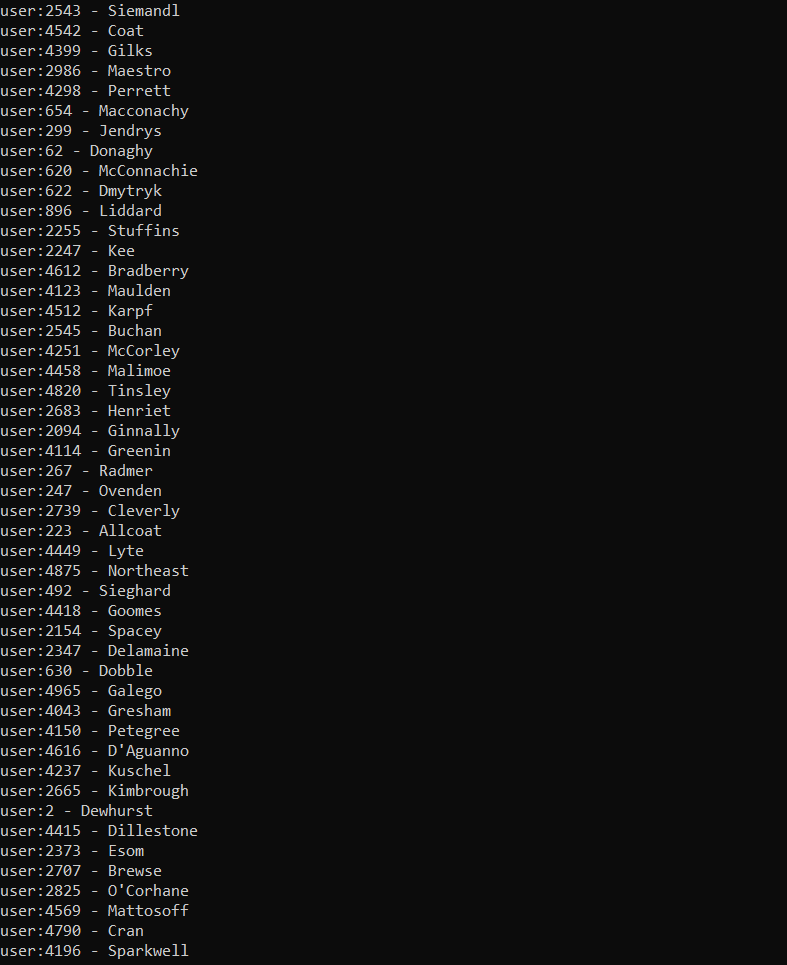 user:2543 - Siemandl
user:4542 - Coat
user:4399 - Gilks
user:2986 - Maestro
user:4298 - Perrett
user:654 - Macconachy
user:299 - Jendrys
user:62 - Donaghy
user:620 - McConnachie
user:622 - Dmytryk
user:896 - Liddard
user:2255 - Stuffins
user:2247 - Kee
user:4612 - Bradberry
user:4123 - Maulden
user:4512 - Karpf
user:2545 - Buchan
user:4251 - McCorley
user:4458 - Malimoe
user:4820 - Tinsley
user:2683 - Henriet
user:2094 - Ginnally
user:4114 - Greenin
user:267 - Radmer
user:247 - Ovenden
user:2739 - Cleverly
user:223 - Allcoat
user:4449 - Lyte
user:4875 - Northeast
user:492 - Sieghard
user:4418 - Goomes
user:2154 - Spacey
user:2347 - Delamaine
user:630 - Dobble
user:4965 - Galego
user:4043 - Gresham
user:4150 - Petegree
user:4616 - D'Aguanno
user:4237 - Kuschel
user:2665 - Kimbrough
user:2 - Dewhurst
user:4415 - Dillestone
user:2373 - Esom
user:2707 - Brewse
user:2825 - O'Corhane
user:4569 - Mattosoff
user:4790 - Cran
user:4196 - Sparkwell